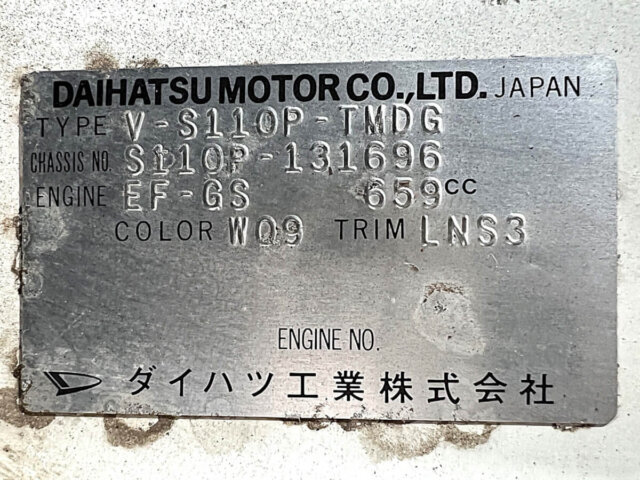 DAIHATSU MOTOR CO.,LTD. JAPAN
TYPE V-S110P-TMDG
CHASSIS NO. S110P-131696
ENGINE EF-GS 659CC
COLOR WQ9 TRIM LNS3
ENGINE NO.
ダイハツ工業株式会社